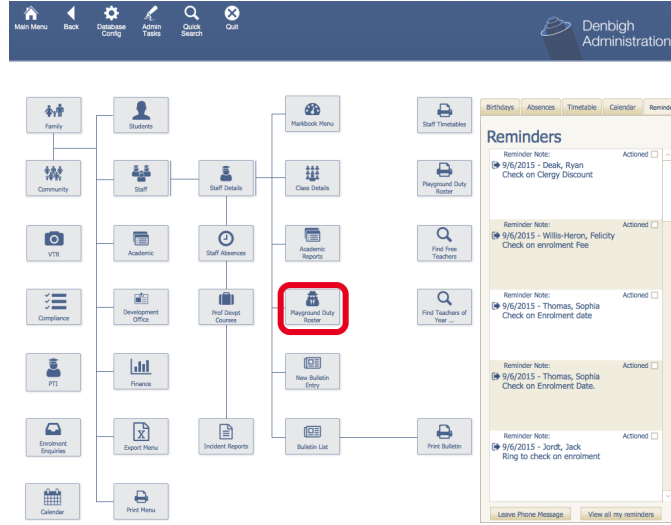 Main Menu
Back
Database
Config
Admin
Tasks
Quick
Search
Quit
Denbigh
Administration
Family
Students
Markbook Menu
Staff Timetables
Community
Staff
Staff Details
Class Details
Playground Duty
Roster
VTR
Academic
Staff Absences
Academic
Reports
Find Free
Teachers
Compliance
Development
Office
Prof Devpt
Courses
Playground Duty
Roster
Find Teachers of
Year ...
PTI
Finance
New Bulletin
Entry
Enrolment
Enquiries
X
Export Menu
Incident Reports
Bulletin List
Print Bulletin
Calendar
Print Menu
Birthdays
Absences
Timetable
Calendar
Reminde
Reminders
Reminder Note:
Actioned
9/6/2015 - Deak, Ryan
Check on Clergy Discount
Reminder Note:
Actioned
9/6/2015 - Willis-Heron, Felicity
Check on enrolment Fee
Reminder Note:
Actioned
9/6/2015 - Thomas, Sophia
Check on Enrolment date
Reminder Note:
Actioned
9/6/2015 - Thomas, Sophia
Check on Enrolment Date.
Reminder Note:
Actioned
9/6/2015 - Jordt, Jack
Ring to check on enrolment
Leave Phone Message
View all my reminders